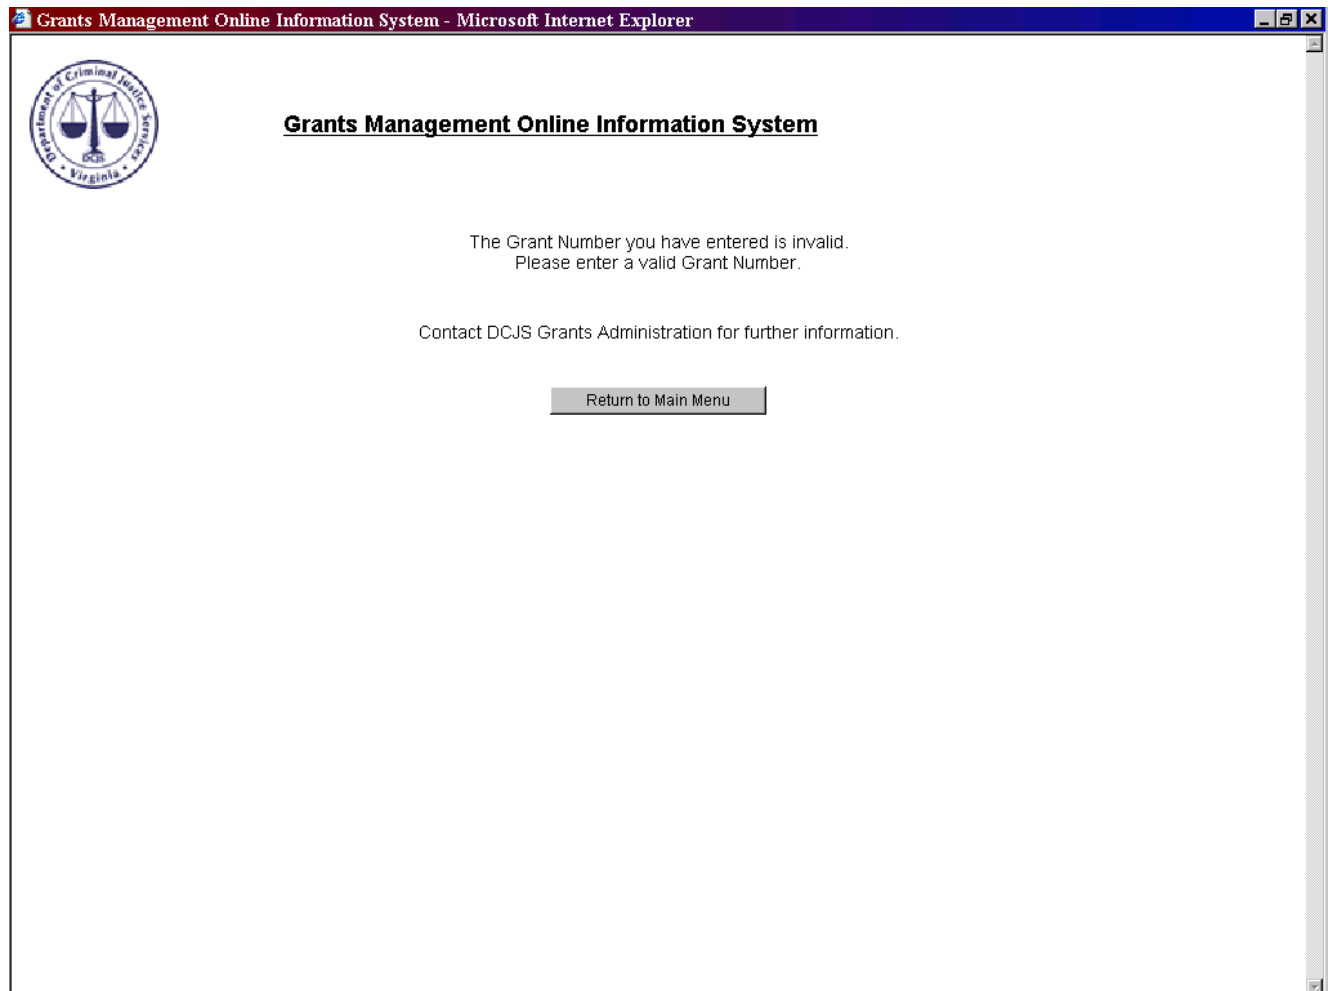 Grants Management Online Information System - Microsoft Internet Explorer
Department of Criminal Justice Services
DCJS
• Virginia •
Grants Management Online Information System
The Grant Number you have entered is invalid.
Please enter a valid Grant Number.
Contact DCJS Grants Administration for further information.
Return to Main Menu